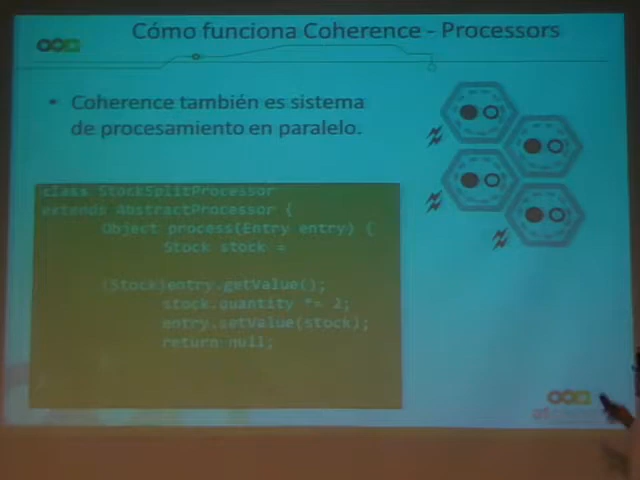 Cómo funciona Coherence - Processors
• Coherence también es sistema
de procesamiento en paralelo.
class StockSplitProcessor
extends AbstractProcessor {
Object process(Entry entry) {
Stock stock =
(Stock)entry.getValue();
stock.quantity *= 2;
entry.setValue(stock);
return null;
}